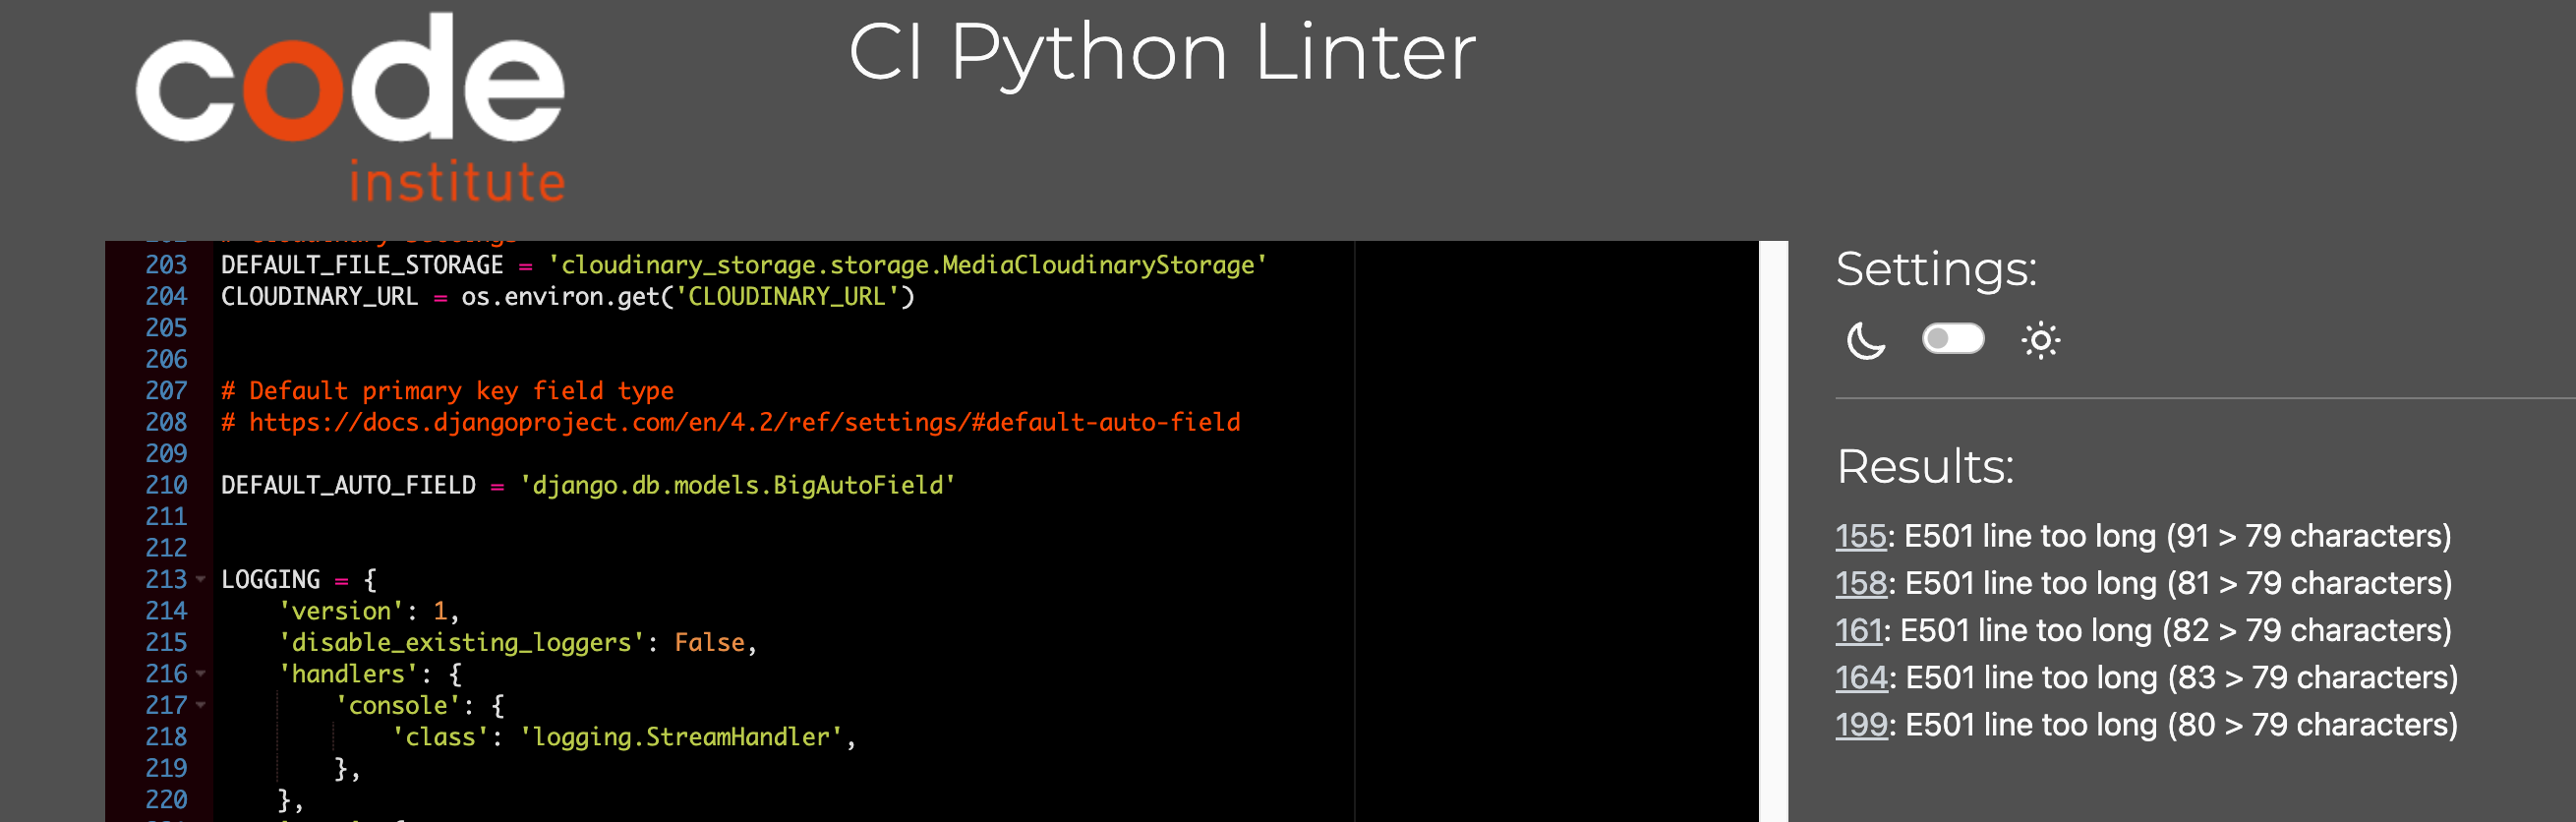 code
institute
CI Python Linter
203 DEFAULT_FILE_STORAGE = 'cloudinary_storage.storage.MediaCloudinaryStorage'
204 CLOUDINARY_URL = os.environ.get('CLOUDINARY_URL')
205
206
207 # Default primary key field type
208 # https://docs.djangoproject.com/en/4.2/ref/settings/#default-auto-field
209
210 DEFAULT_AUTO_FIELD = 'django.db.models.BigAutoField'
211
212
213 LOGGING = {
214     'version': 1,
215     'disable_existing_loggers': False,
216     'handlers': {
217         'console': {
218             'class': 'logging.StreamHandler',
219         },
220     },
Settings:
Results:
155: E501 line too long (91 > 79 characters)
158: E501 line too long (81 > 79 characters)
161: E501 line too long (82 > 79 characters)
164: E501 line too long (83 > 79 characters)
199: E501 line too long (80 > 79 characters)